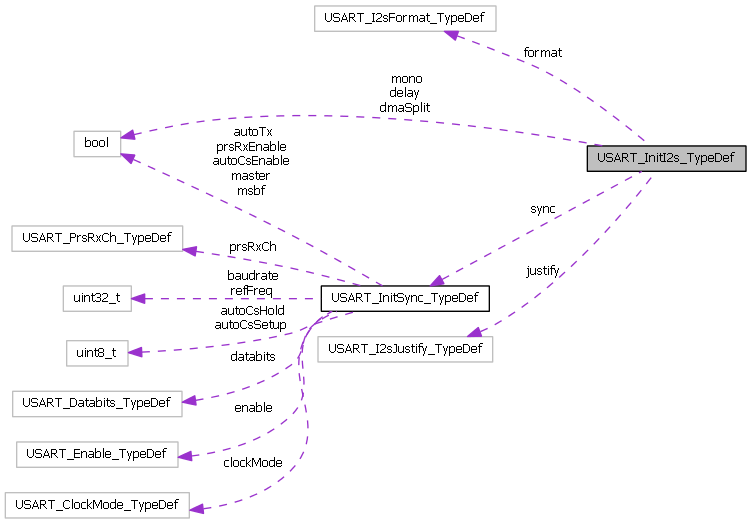 USART_I2sFormat_TypeDef
format
mono
delay
dmaSplit
bool
autoTx
prsRxEnable
autoCsEnable
master
msbf
USART_InitI2s_TypeDef
sync
USART_PrsRxCh_TypeDef
prsRxCh
justify
uint32_t
baudrate
refFreq
USART_InitSync_TypeDef
autoCsHold
autoCsSetup
uint8_t
USART_I2sJustify_TypeDef
databits
USART_Databits_TypeDef
enable
USART_Enable_TypeDef
clockMode
USART_ClockMode_TypeDef